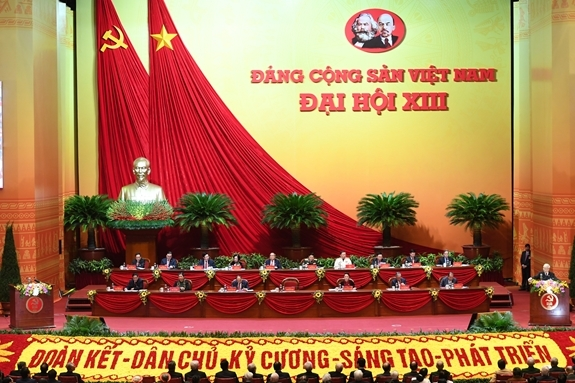 ĐẢNG CỘNG SẢN VIỆT NAM
ĐẠI HỘI XIII
ĐOÀN KẾT - DÂN CHỦ - KỶ CƯƠNG - SÁNG TẠO - PHÁT TRIỂN